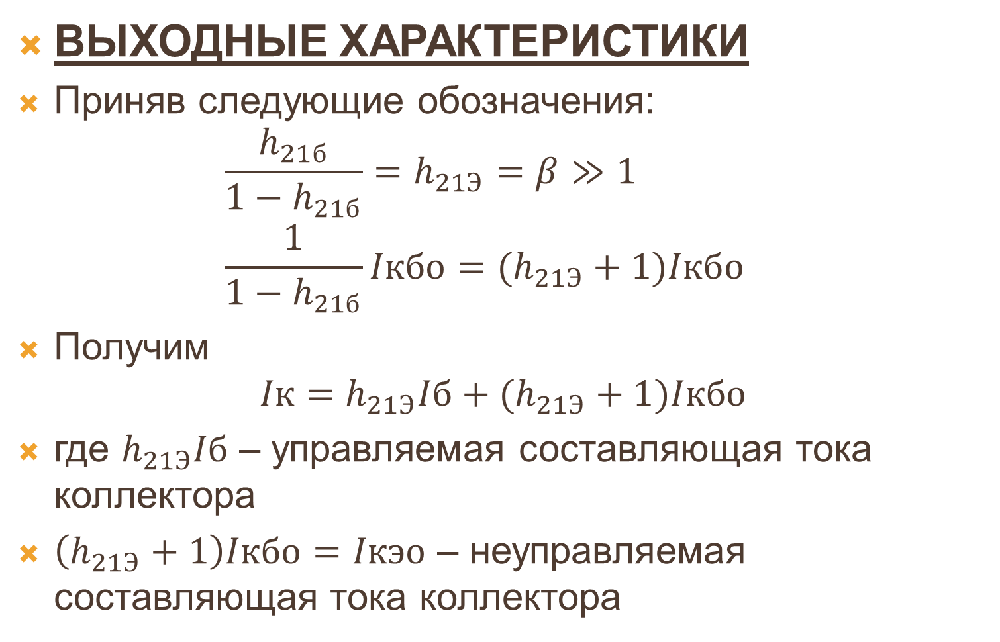 ВЫХОДНЫЕ ХАРАКТЕРИСТИКИ
Приняв следующие обозначения:
$\frac{h_{21б}}{1 - h_{21б}} = h_{21Э} = \beta \gg 1$
$\frac{1}{1 - h_{21б}} Iкбо = (h_{21Э} + 1)Iкбо$
Получим
$Iк = h_{21Э}Iб + (h_{21Э} + 1)Iкбо$
где $h_{21Э}Iб$ – управляемая составляющая тока
коллектора
$(h_{21Э} + 1)Iкбо = Iкэо$ – неуправляемая
составляющая тока коллектора